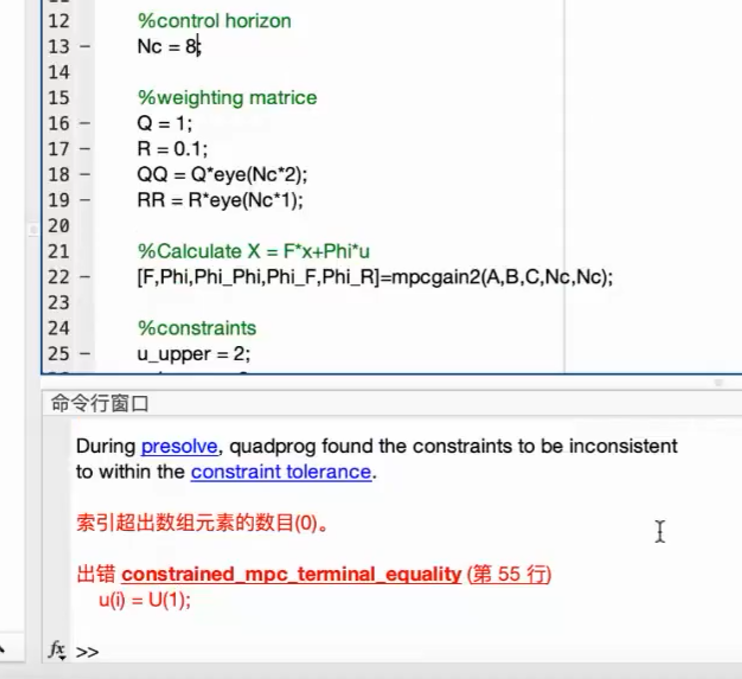 12 %control horizon
13 – Nc = 8;
14
15 %weighting matrice
16 – Q = 1;
17 – R = 0.1;
18 – QQ = Q*eye(Nc*2);
19 – RR = R*eye(Nc*1);
20
21 %Calculate X = F*x+Phi*u
22 – [F,Phi,Phi_Phi,Phi_F,Phi_R]=mpcgain2(A,B,C,Nc,Nc);
23
24 %constraints
25 – u_upper = 2;
命令行窗口
During presolve, quadprog found the constraints to be inconsistent
to within the constraint tolerance.
索引超出数组元素的数目(0)。
出错 constrained_mpc_terminal_equality (第 55 行)
u(i) = U(1);
fx >>